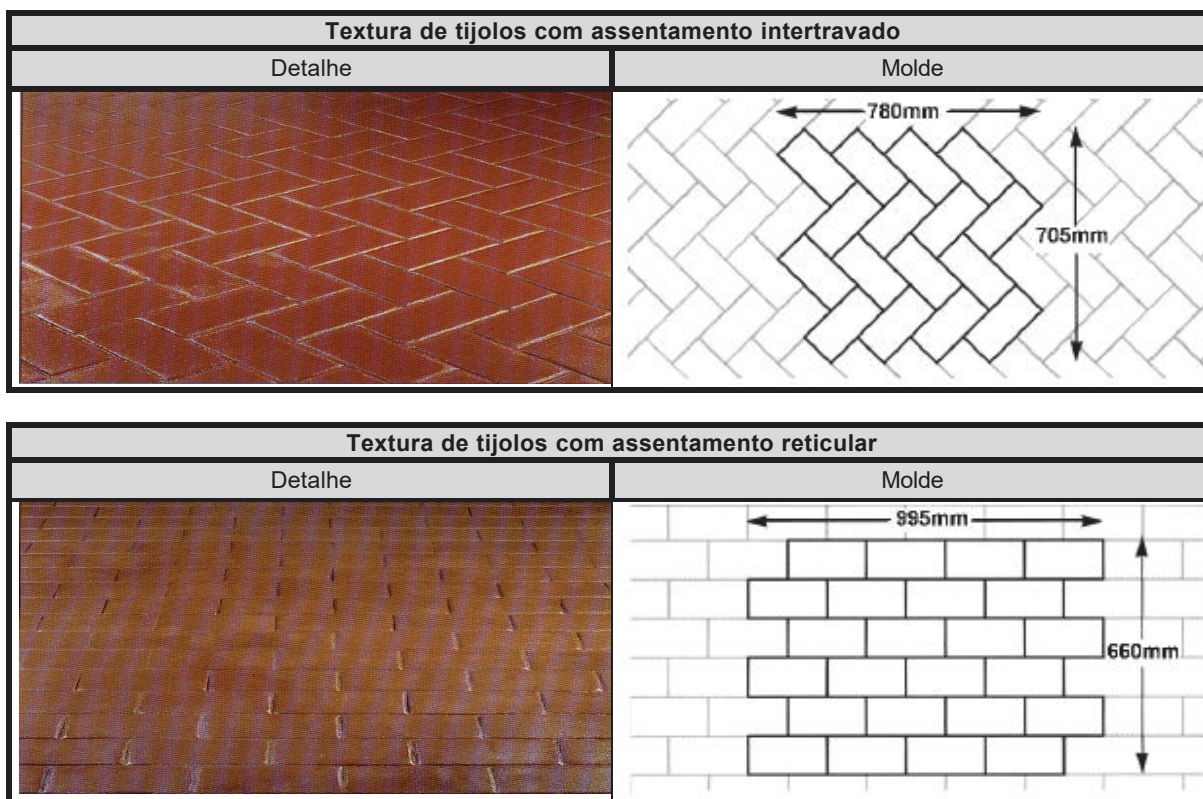 Textura de tijolos com assentamento intertravado
Detalhe Molde
780mm
705mm
Textura de tijolos com assentamento reticular
Detalhe Molde
995mm
660mm